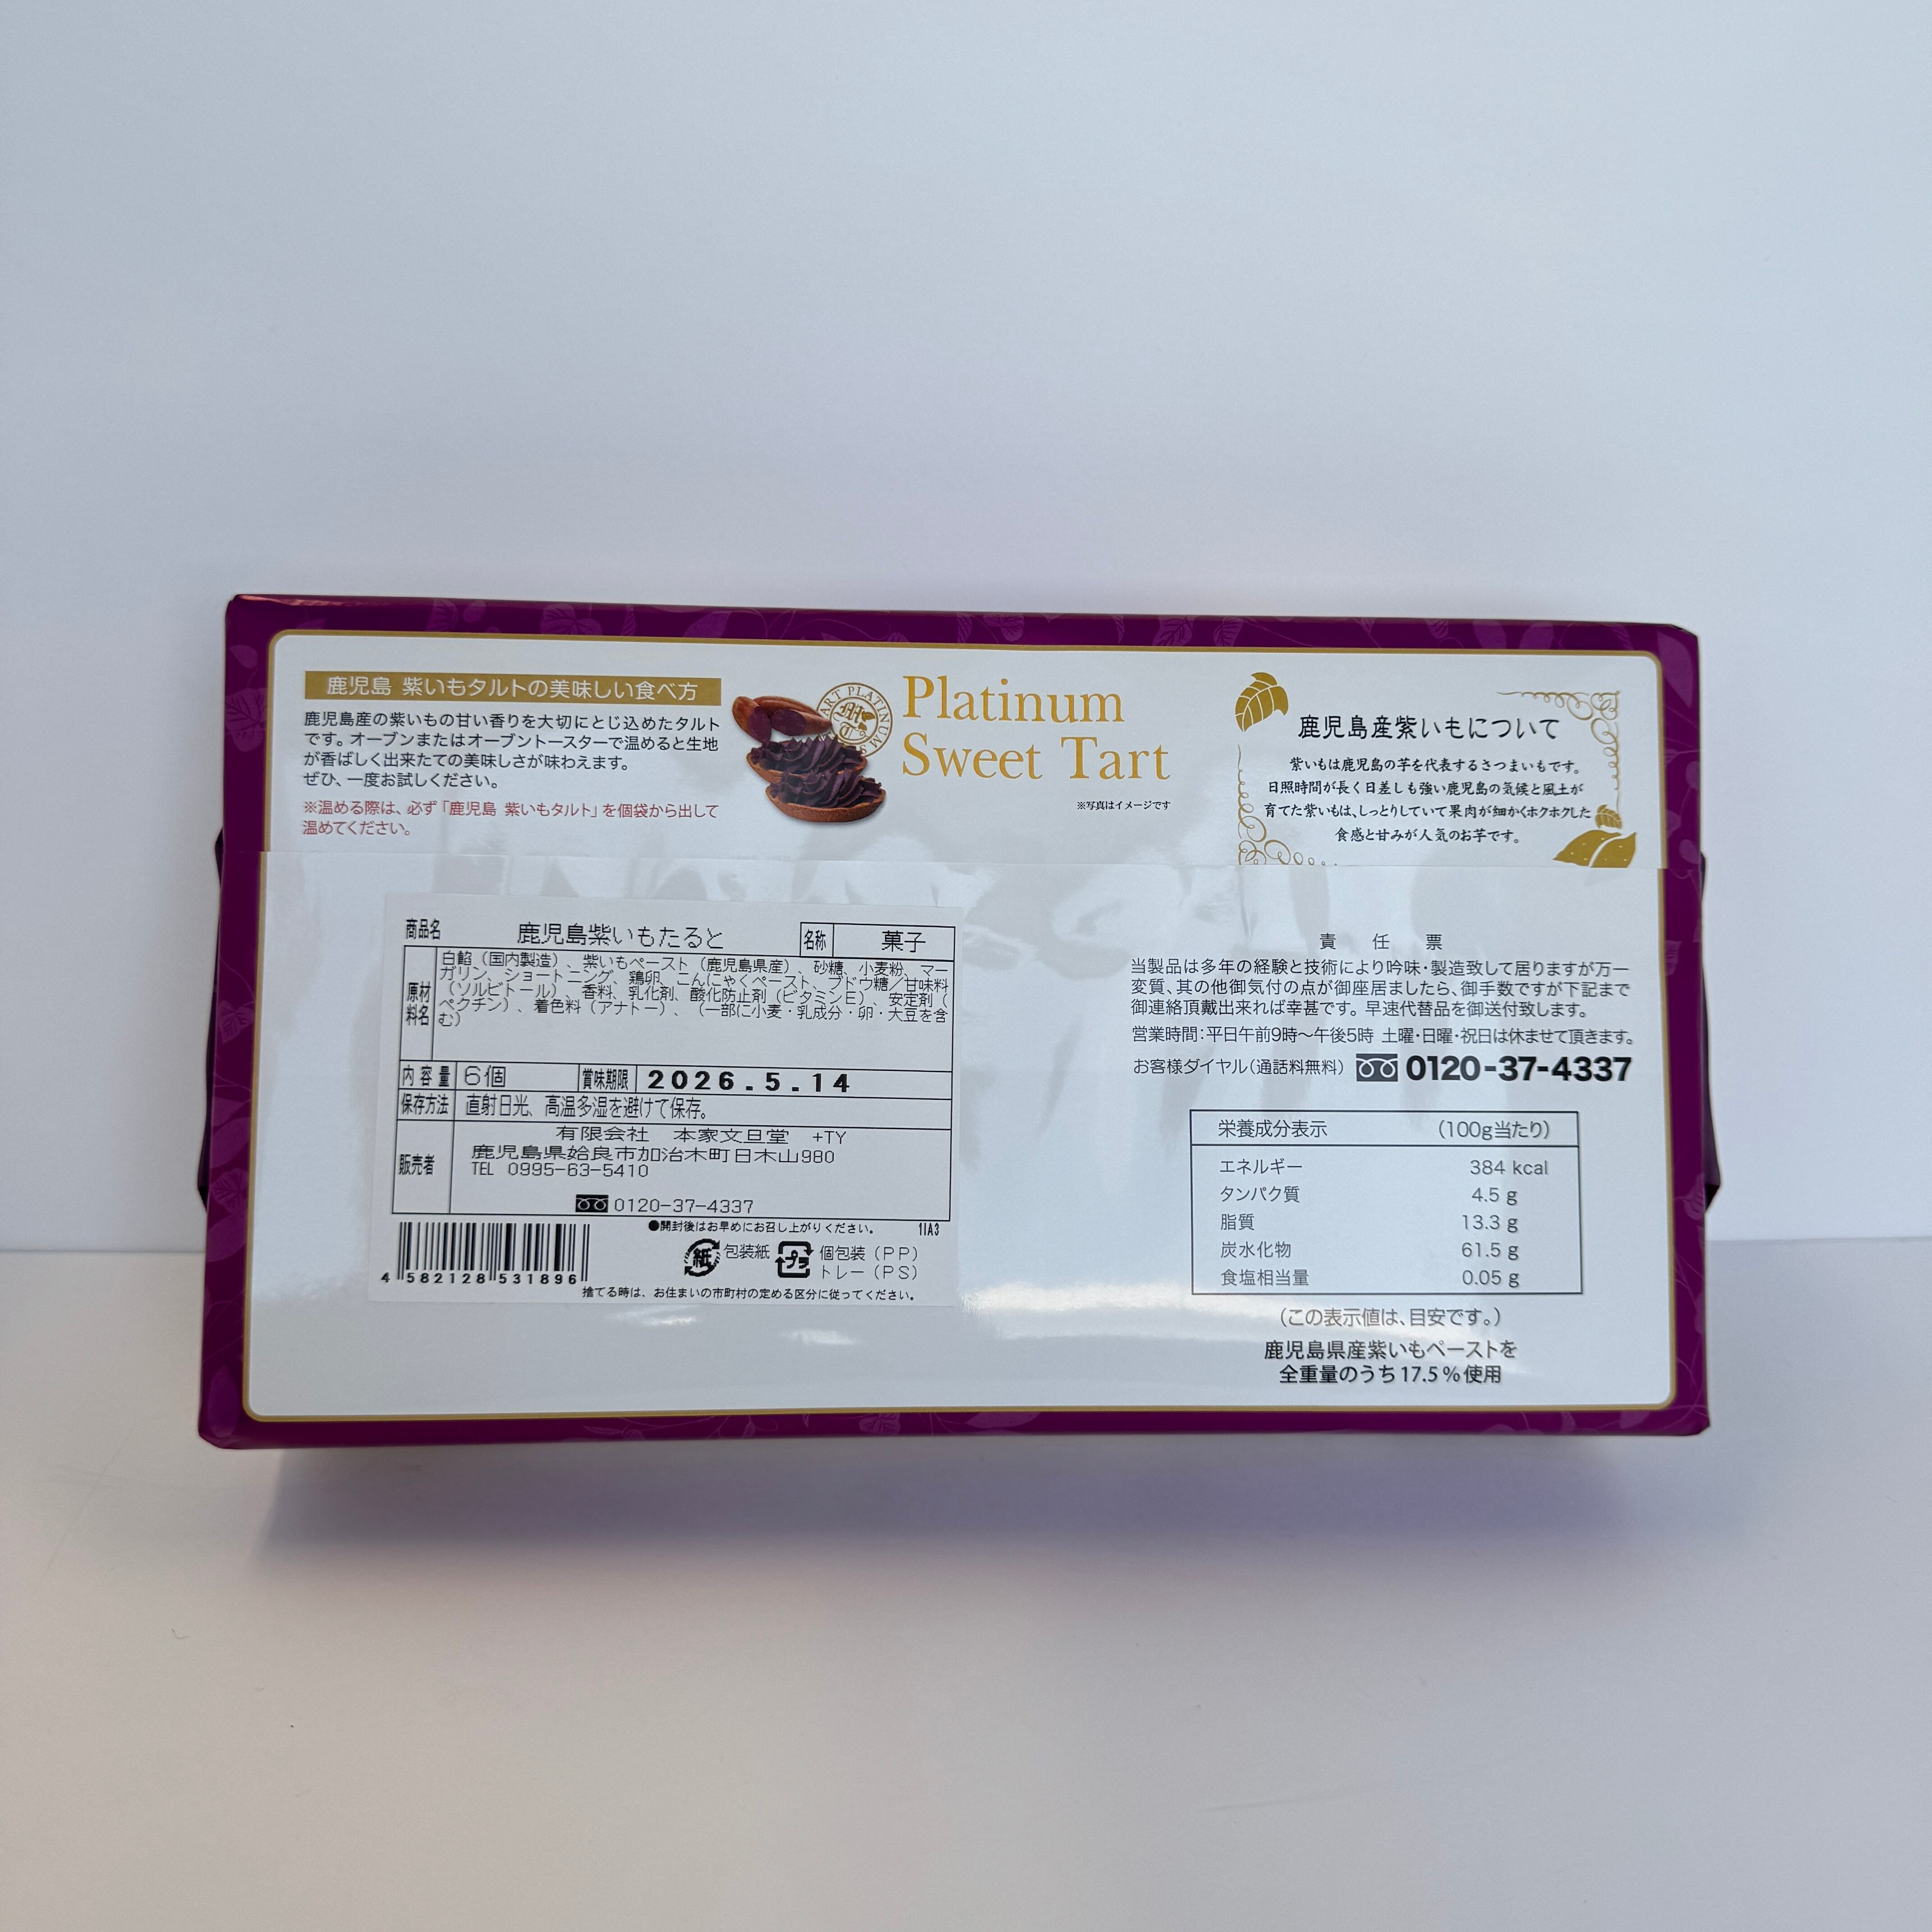 鹿児島 紫いもタルトの美味しい食べ方
鹿児島産の紫いもの甘い香りを大切にとじ込めたタルト
です。オーブンまたはオーブントースターで温めると生地
が香ばしく出来たての美味しさが味わえます。
ぜひ、一度お試しください。
※温める際は、必ず「鹿児島 紫いもタルト」を個袋から出して
温めてください。
Platinum
Sweet Tart
※写真はイメージです
鹿児島産紫いもについて
紫いもは鹿児島の芋を代表するさつまいもです。
日照時間が長く日差しも強い鹿児島の気候と風土が
育てた紫いもは、しっとりしていて果肉が細かくホクホクした
食感と甘みが人気のお芋です。
商品名 鹿児島紫いもたると 名称 菓子
原材料名
白餡（国内製造）、紫いもペースト（鹿児島県産）、砂糖、小麦粉、マー
ガリン、ショートニング、鶏卵、こんにゃくペースト、ブドウ糖／甘味料
（ソルビトール）、香料、乳化剤、酸化防止剤（ビタミンE）、安定剤（
ペクチン）、着色料（アナトー）、（一部に小麦・乳成分・卵・大豆を含
む）
内容量 6個 賞味期限 2026.5.14
保存方法 直射日光、高温多湿を避けて保存。
販売者
有限会社 本家文旦堂 +TY
鹿児島県姶良市加治木町日木山980
TEL 0995-63-5410
0120-37-4337
●開封後はお早めにお召し上がりください。 1IA3
紙 包装紙 プラ 個包装（PP）
トレー（PS）
4 582128 531896
捨てる時は、お住まいの市町村の定める区分に従ってください。
責任票
当製品は多年の経験と技術により吟味・製造致して居りますが万一
変質、其の他御気付の点が御座居ましたら、御手数ですが下記まで
御連絡頂戴出来れば幸甚です。早速代替品を御送付致します。
営業時間：平日午前9時～午後5時 土曜・日曜・祝日は休ませて頂きます。
お客様ダイヤル（通話料無料） 0120-37-4337
栄養成分表示 （100g当たり）
エネルギー 384 kcal
タンパク質 4.5 g
脂質 13.3 g
炭水化物 61.5 g
食塩相当量 0.05 g
（この表示値は、目安です。）
鹿児島県産紫いもペーストを
全重量のうち17.5％使用